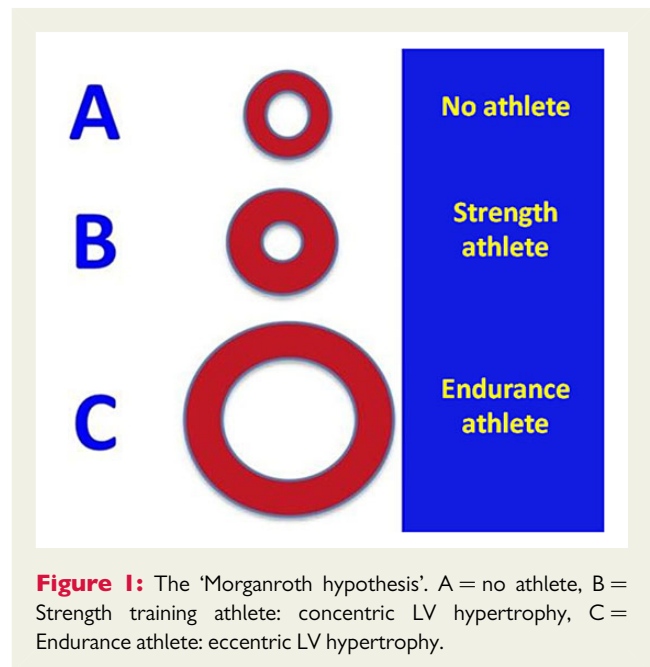 A
No athlete
B
Strength
athlete
C
Endurance
athlete
Figure 1: The ‘Morganroth hypothesis’. A = no athlete, B =
Strength training athlete: concentric LV hypertrophy, C =
Endurance athlete: eccentric LV hypertrophy.